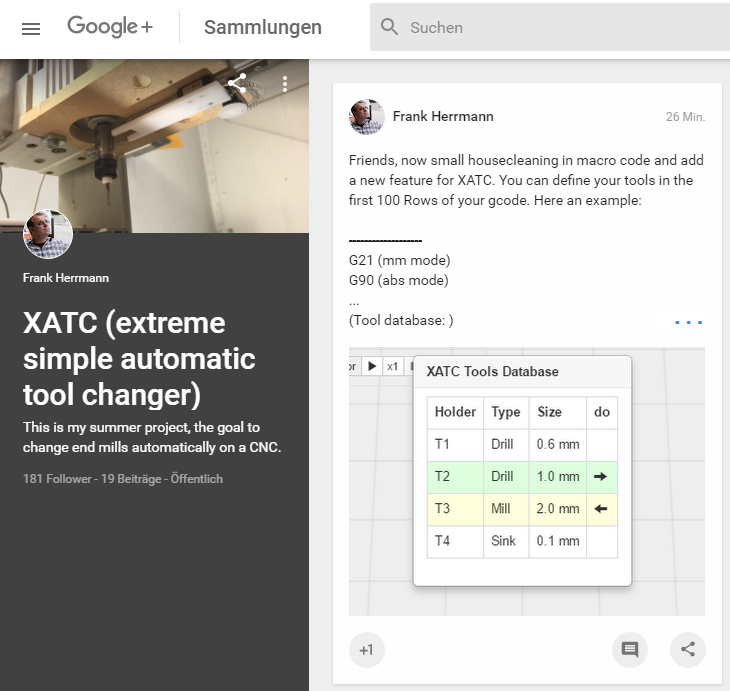 Google+
Sammlungen
Suchen
Frank Herrmann
XATC (extreme
simple automatic
tool changer)
This is my summer project, the goal to
change end mills automatically on a CNC.
181 Follower - 19 Beiträge - Öffentlich
Frank Herrmann
26 Min.
Friends, now small housecleaning in macro code and add
a new feature for XATC. You can define your tools in the
first 100 Rows of your gcode. Here an example:
-------------------
G21 (mm mode)
G90 (abs mode)
...
(Tool database: )
x1
XATC Tools Database
Holder Type Size do
T1 Drill 0.6 mm
T2 Drill 1.0 mm →
T3 Mill 2.0 mm ←
T4 Sink 0.1 mm
+1